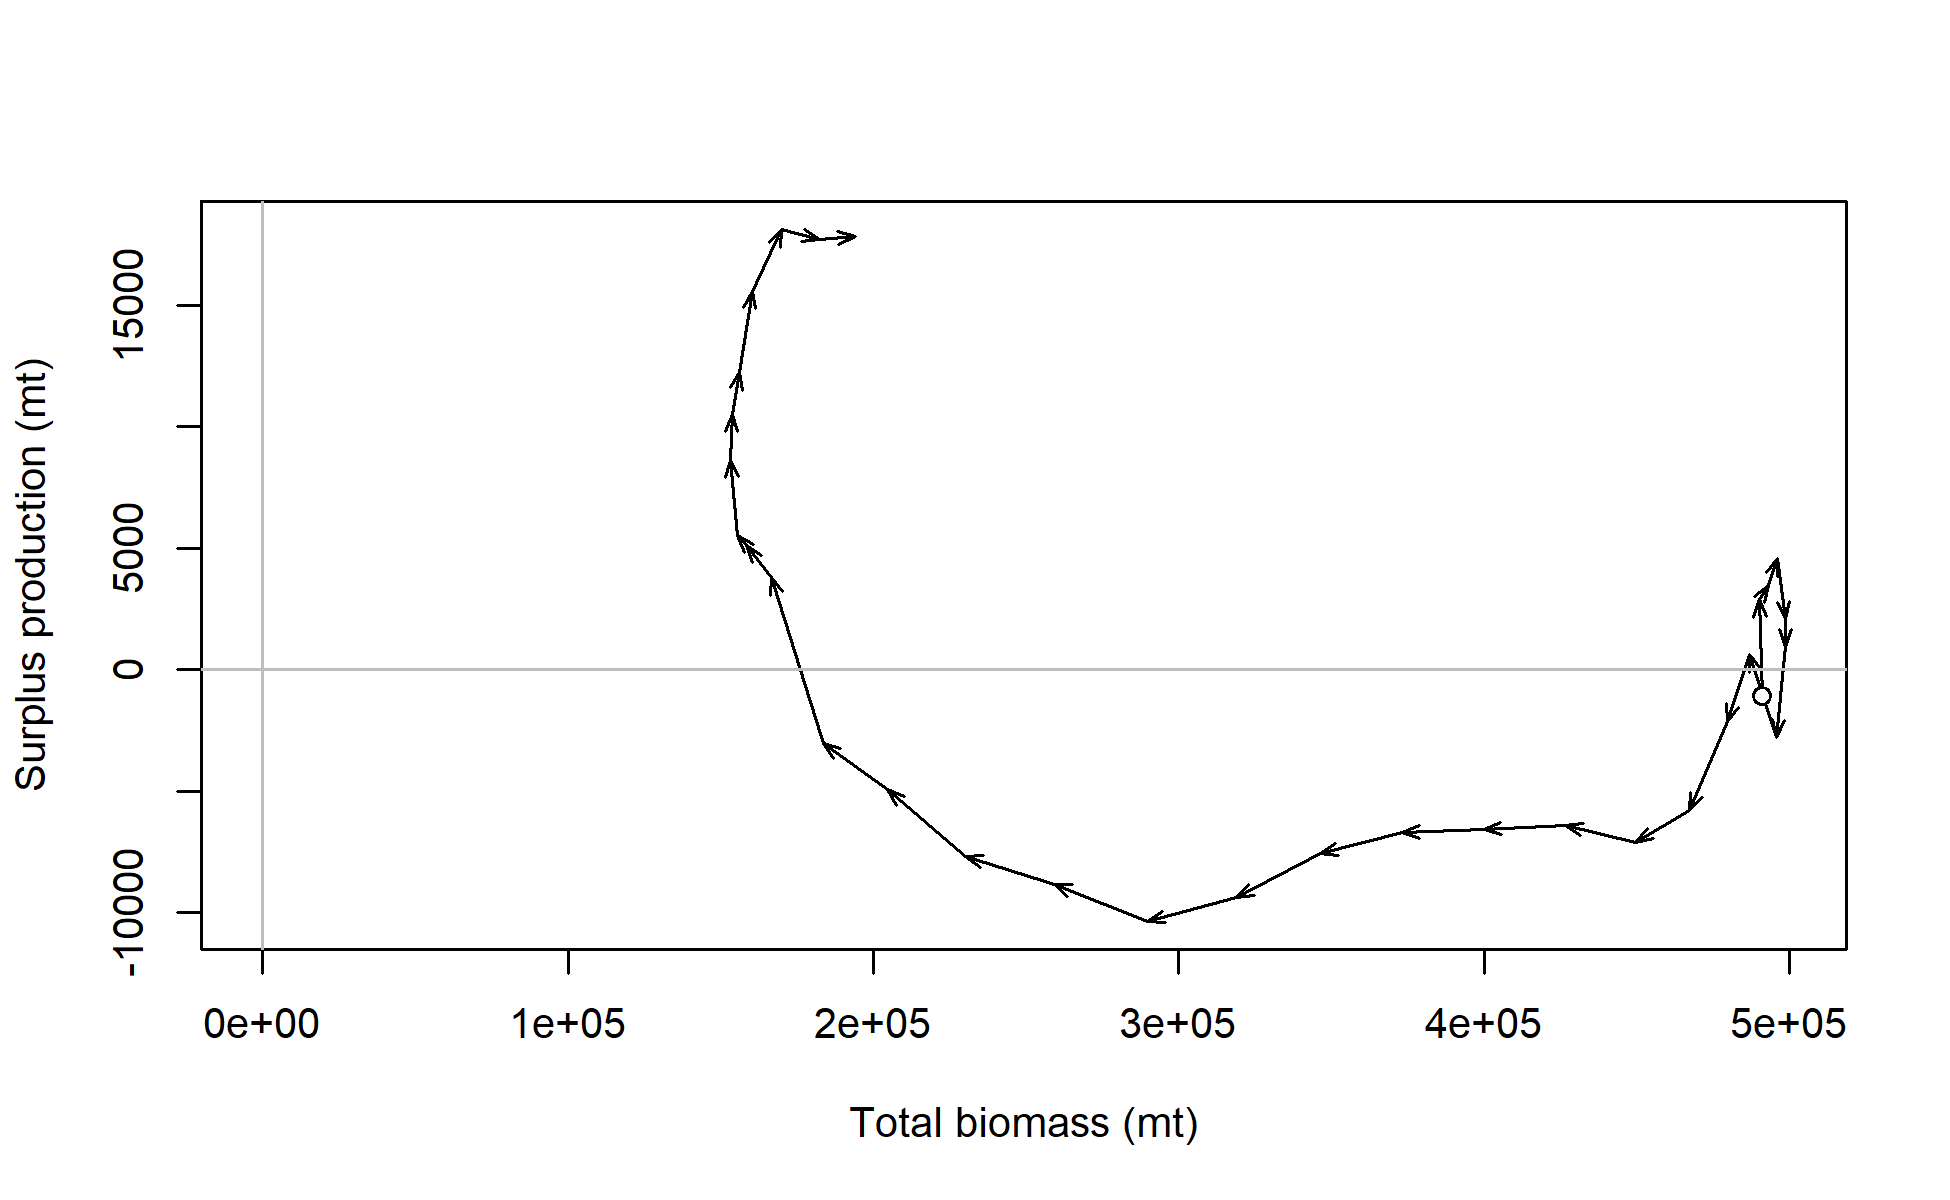 Surplus production (mt)
15000
5000
0
-10000
0e+00 1e+05 2e+05 3e+05 4e+05 5e+05
Total biomass (mt)